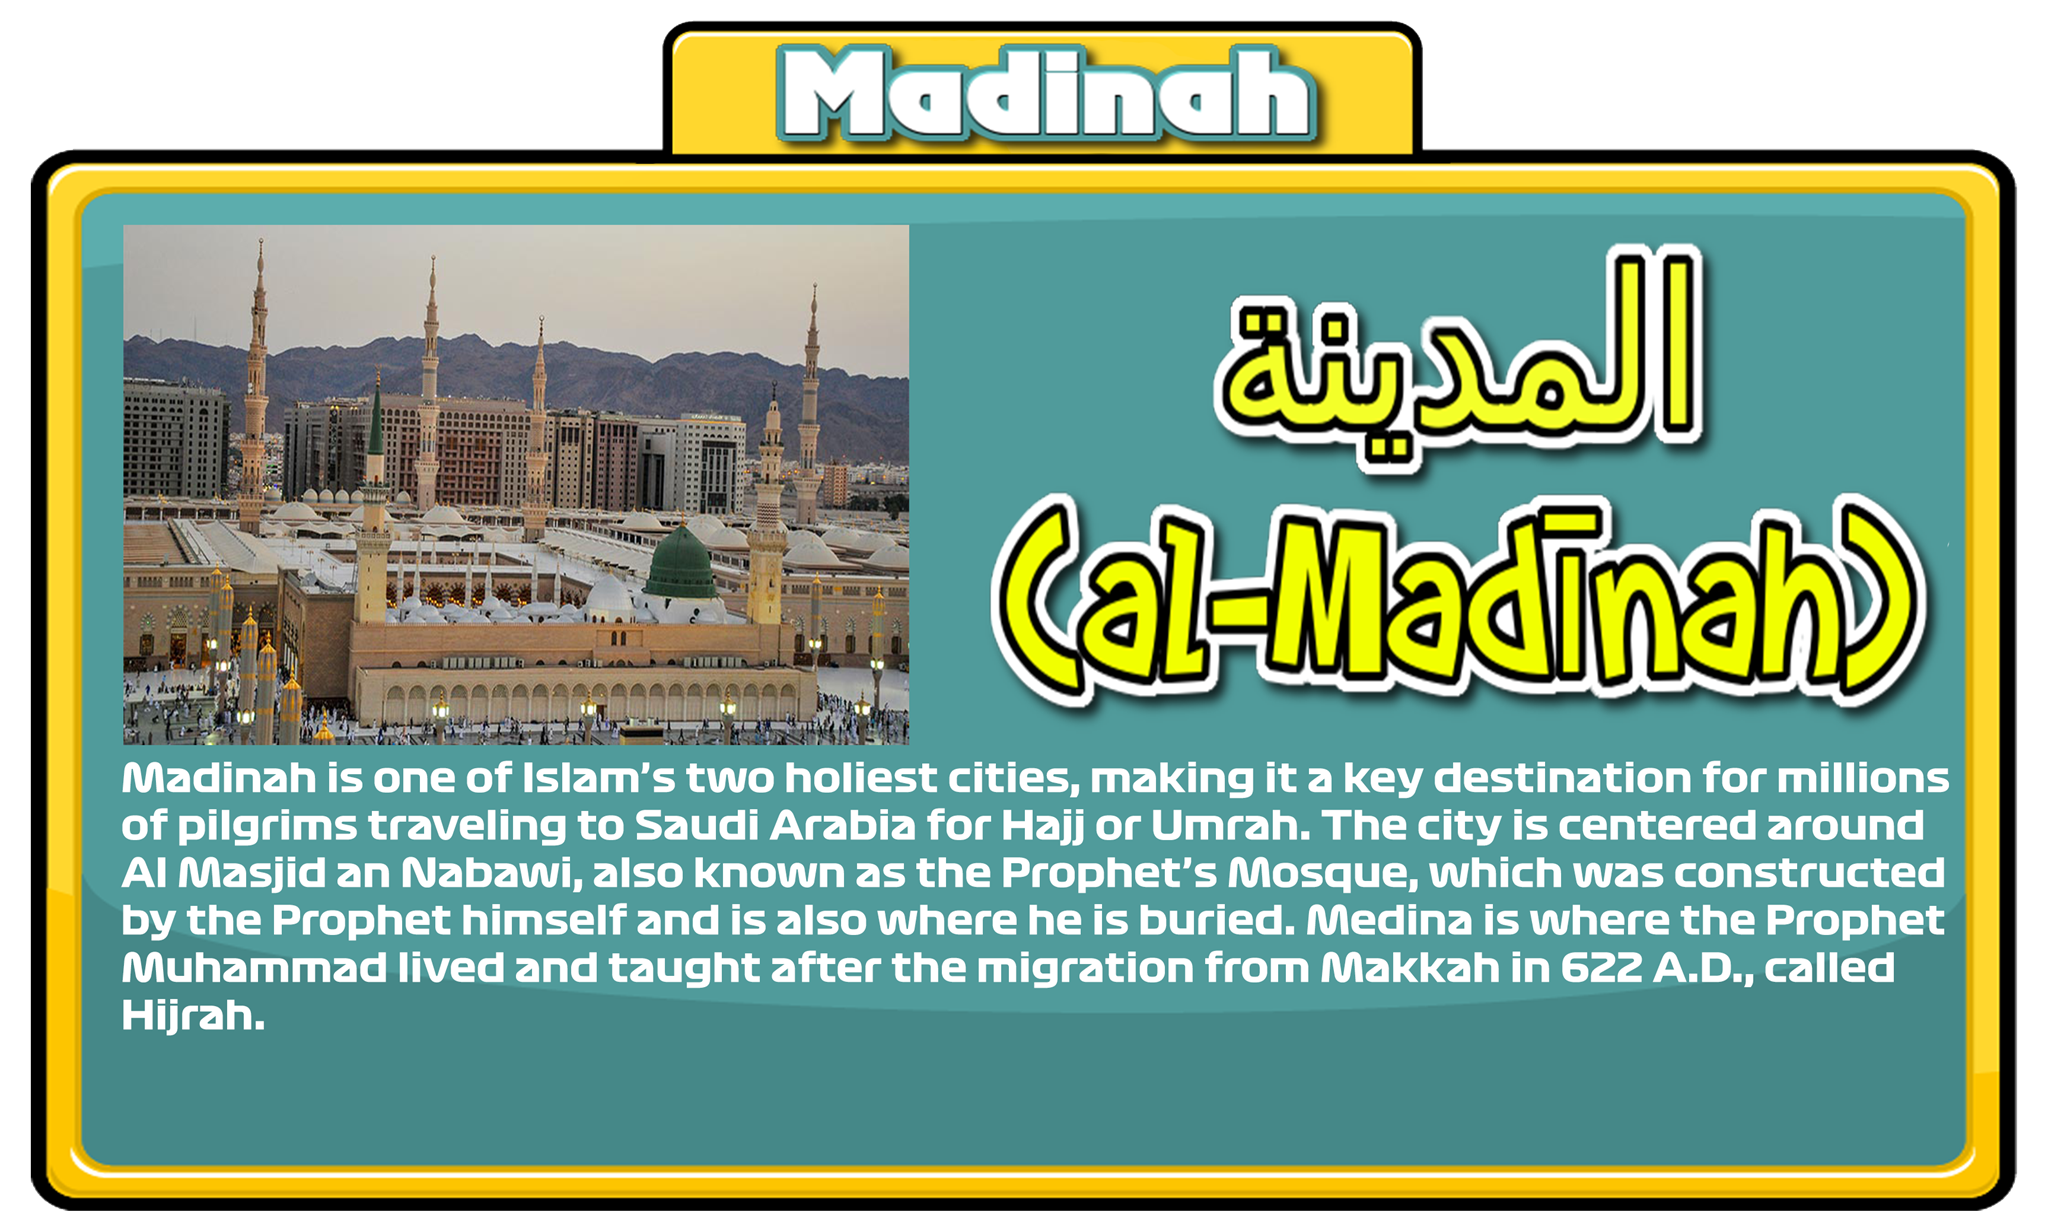 Madinah
المدينة
(al-Madīnah)
Madinah is one of Islam's two holiest cities, making it a key destination for millions
of pilgrims traveling to Saudi Arabia for Hajj or Umrah. The city is centered around
Al Masjid an Nabawi, also known as the Prophet's Mosque, which was constructed
by the Prophet himself and is also where he is buried. Medina is where the Prophet
Muhammad lived and taught after the migration from Makkah in 622 A.D., called
Hijrah.